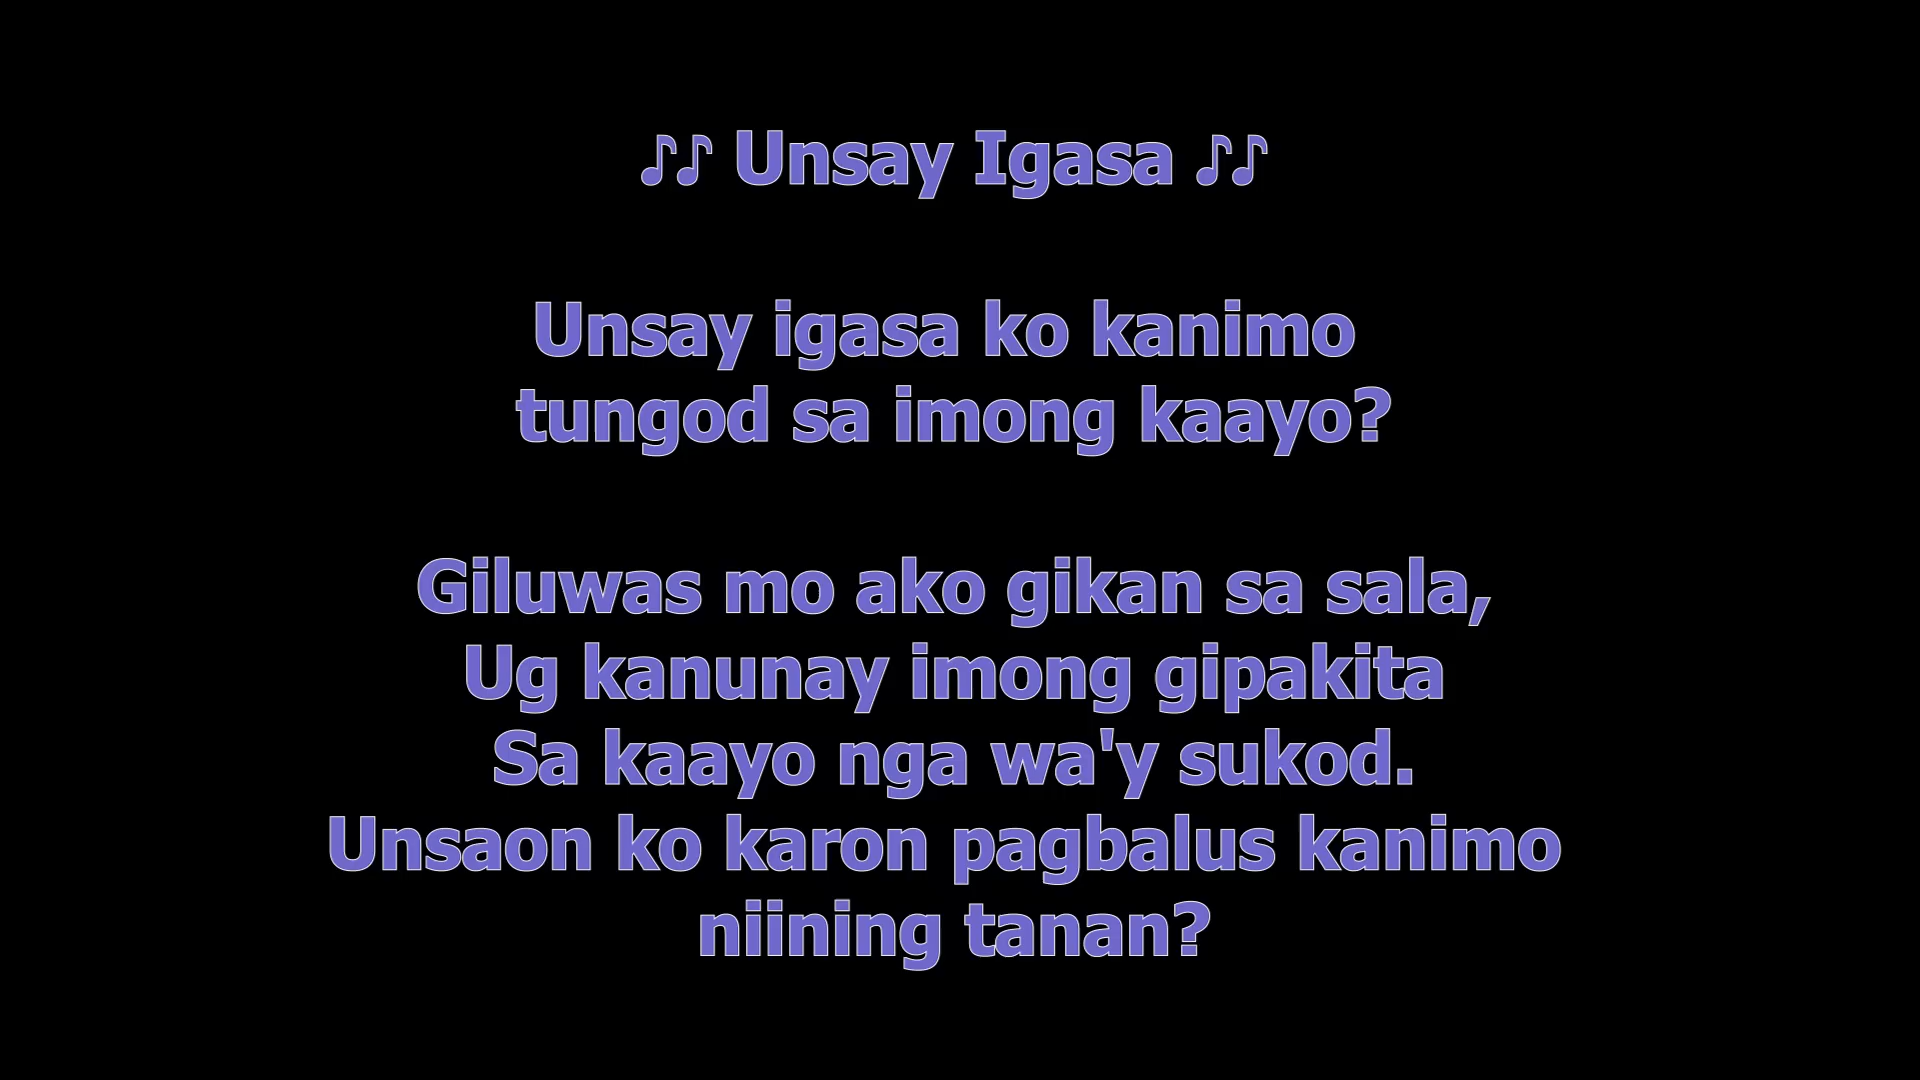 ♪♪ Unsay Igasa ♪♪
Unsay igasa ko kanimo
tungod sa imong kaayo?
Giluwas mo ako gikan sa sala,
Ug kanunay imong gipakita
Sa kaayo nga wa'y sukod.
Unsaon ko karon pagbalus kanimo
niining tanan?